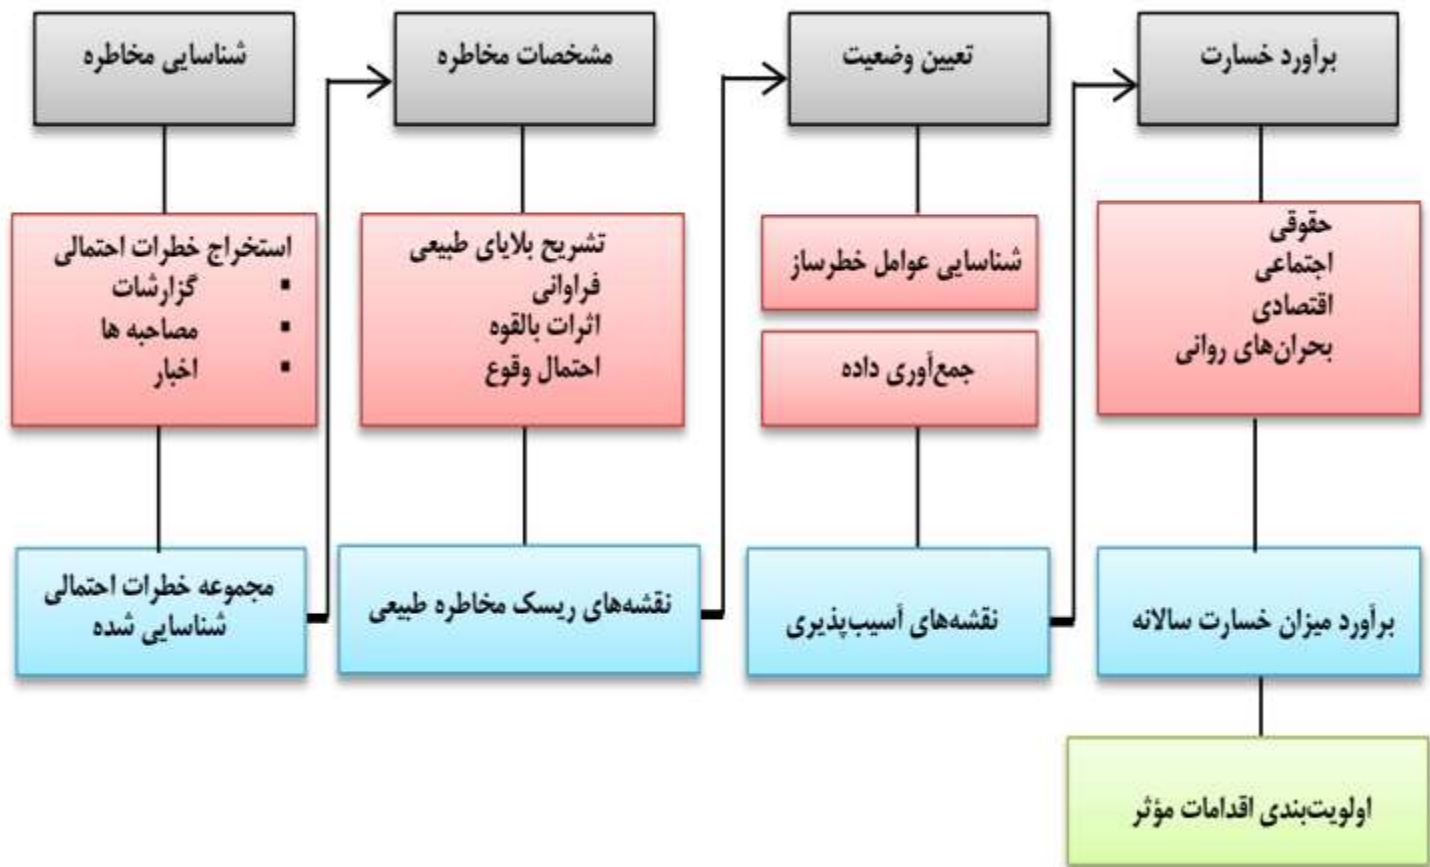 شناسایی مخاطره
استخراج خطرات احتمالی
▪ گزارشات
▪ مصاحبه ها
▪ اخبار
مجموعه خطرات احتمالی
شناسایی شده
مشخصات مخاطره
تشریح بلایای طبیعی
فراوانی
اثرات بالقوه
احتمال وقوع
نقشه‌های ریسک مخاطره طبیعی
تعیین وضعیت
شناسایی عوامل خطرساز
جمع‌آوری داده
نقشه‌های آسیب‌پذیری
برآورد خسارت
حقوقی
اجتماعی
اقتصادی
بحران‌های روانی
برآورد میزان خسارت سالانه
اولویت‌بندی اقدامات مؤثر